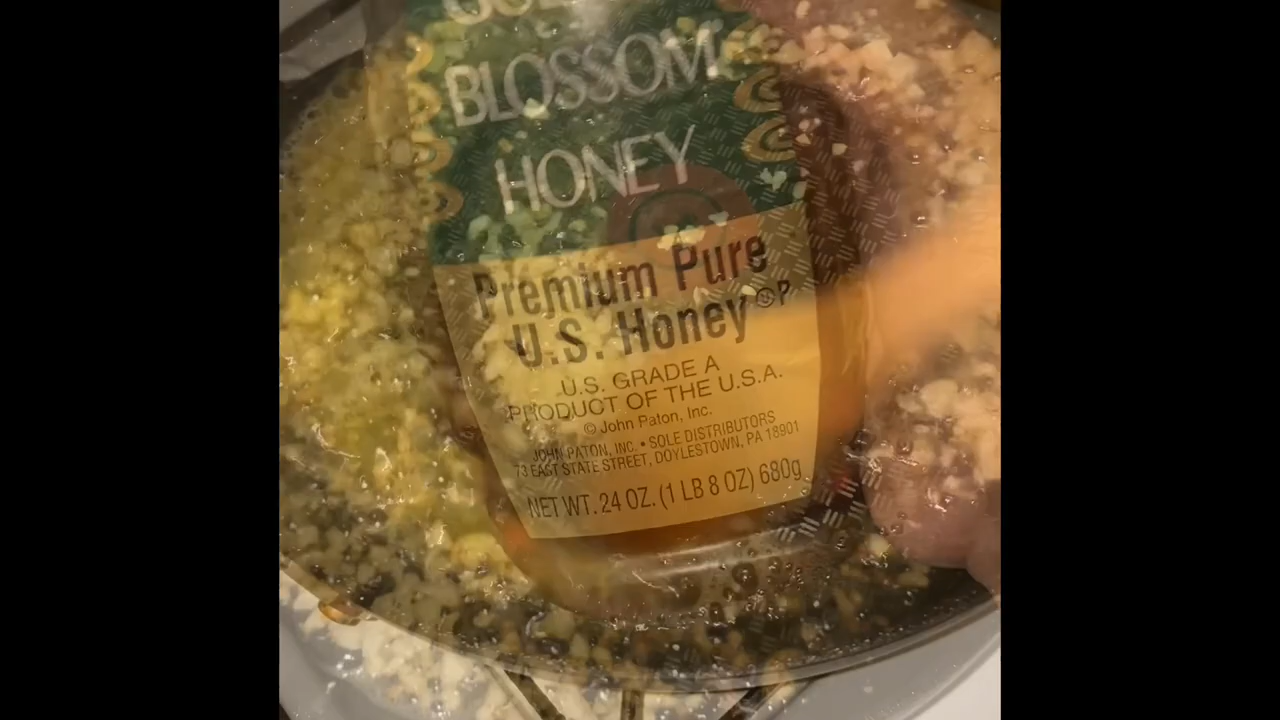 BLOSSOM
HONEY
Premium Pure
U.S. Honey ⓊP
U.S. GRADE A
PRODUCT OF THE U.S.A.
© John Paton, Inc.
JOHN PATON, INC. • SOLE DISTRIBUTORS
73 EAST STATE STREET, DOYLESTOWN, PA 18901
NET WT. 24 OZ. (1 LB 8 OZ) 680g